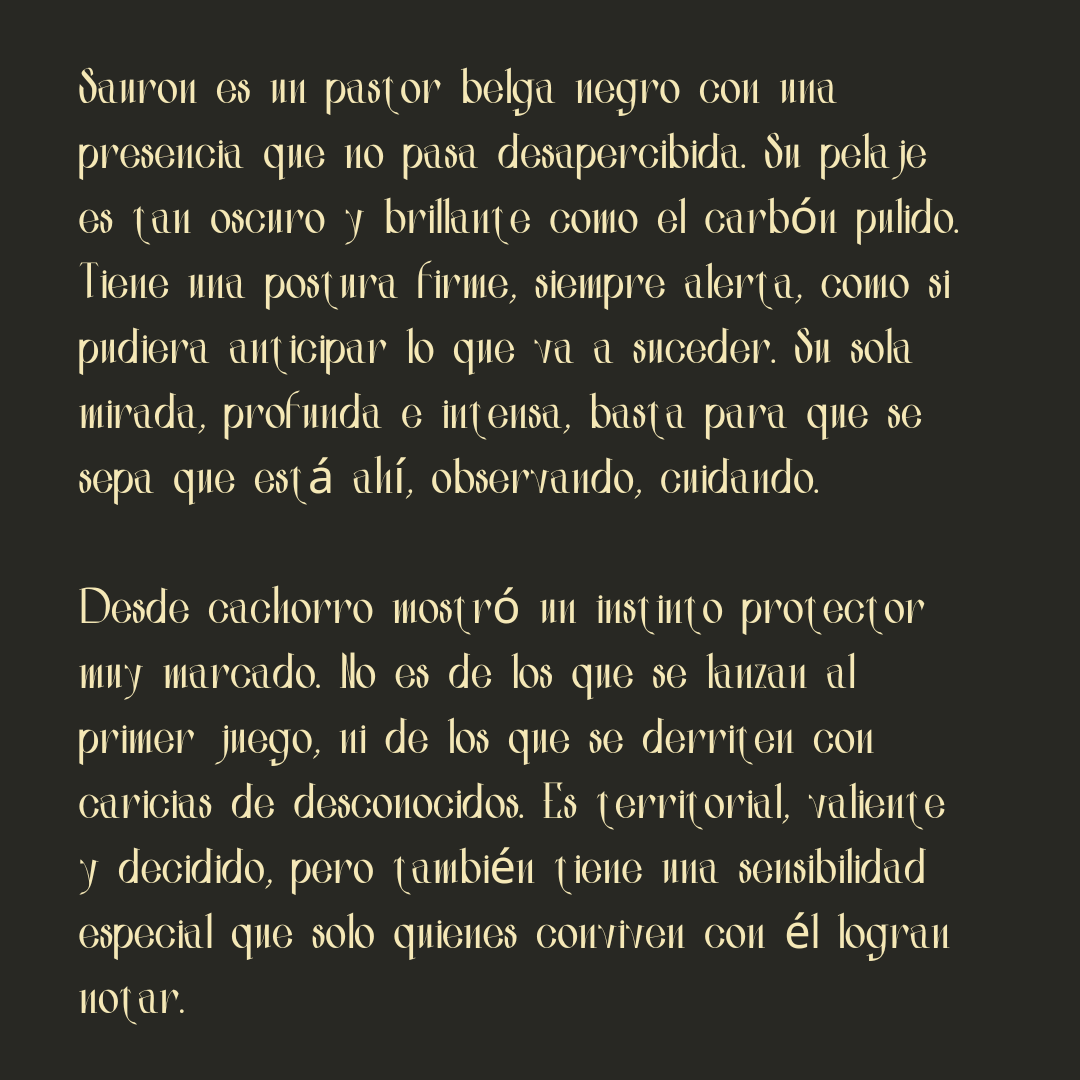 Sauron es un pastor belga negro con una
presencia que no pasa desapercibida. Su pelaje
es tan oscuro y brillante como el carbón pulido.
Tiene una postura firme, siempre alerta, como si
pudiera anticipar lo que va a suceder. Su sola
mirada, profunda e intensa, basta para que se
sepa que está ahí, observando, cuidando.
Desde cachorro mostró un instinto protector
muy marcado. No es de los que se lanzan al
primer juego, ni de los que se derriten con
caricias de desconocidos. Es territorial, valiente
y decidido, pero también tiene una sensibilidad
especial que solo quienes conviven con él logran
notar.